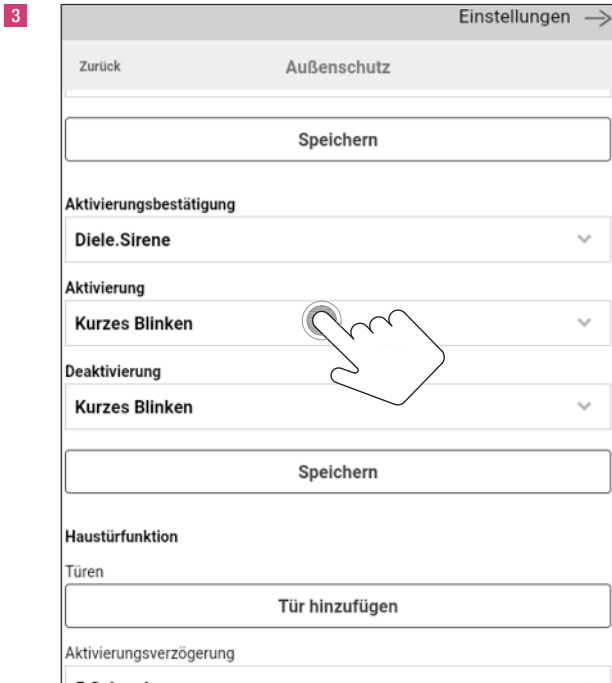 3
Einstellungen
Zurück
Außenschutz
Speichern
Aktivierungsbestätigung
Diele.Sirene
Aktivierung
Kurzes Blinken
Deaktivierung
Kurzes Blinken
Speichern
Haustürfunktion
Türen
Tür hinzufügen
Aktivierungsverzögerung